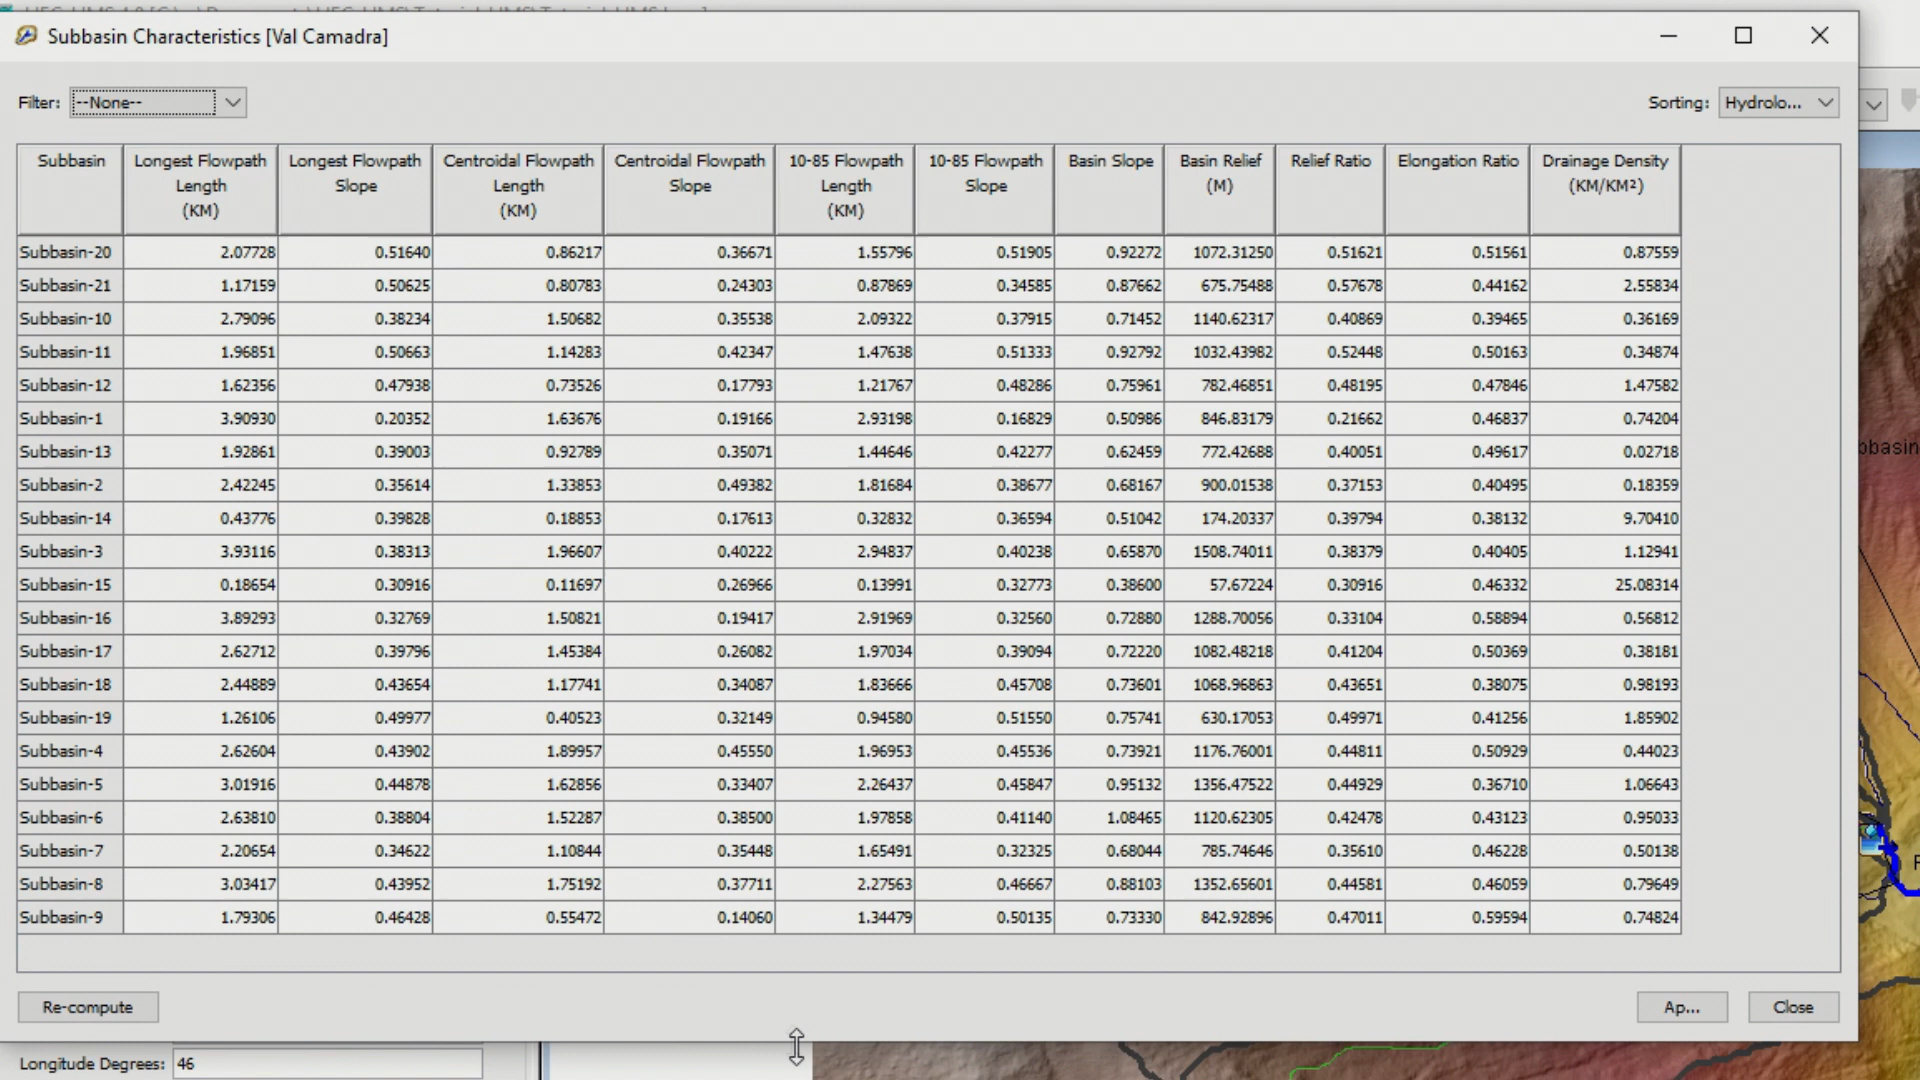 Subbasin Characteristics [Val Camadra]
Filter: --None-- Sorting: Hydrolo...
Subbasin Longest Flowpath Length (KM) Longest Flowpath Slope Centroidal Flowpath Length (KM) Centroidal Flowpath Slope 10-85 Flowpath Length (KM) 10-85 Flowpath Slope Basin Slope Basin Relief (M) Relief Ratio Elongation Ratio Drainage Density (KM/KM²)
Subbasin-20 2.07728 0.51640 0.86217 0.36671 1.55796 0.51905 0.92272 1072.31250 0.51621 0.51561 0.87559
Subbasin-21 1.17159 0.50625 0.80783 0.24303 0.87869 0.34585 0.87662 675.75488 0.57678 0.44162 2.55834
Subbasin-10 2.79096 0.38234 1.50682 0.35538 2.09322 0.37915 0.71452 1140.62317 0.40869 0.39465 0.36169
Subbasin-11 1.96851 0.50663 1.14283 0.42347 1.47638 0.51333 0.92792 1032.43982 0.52448 0.50163 0.34874
Subbasin-12 1.62356 0.47938 0.73526 0.17793 1.21767 0.48286 0.75961 782.46851 0.48195 0.47846 1.47582
Subbasin-1 3.90930 0.20352 1.63676 0.19166 2.93198 0.16829 0.50986 846.83179 0.21662 0.46837 0.74204
Subbasin-13 1.92861 0.39003 0.92789 0.35071 1.44646 0.42277 0.62459 772.42688 0.40051 0.49617 0.02718
Subbasin-2 2.42245 0.35614 1.33853 0.49382 1.81684 0.38677 0.68167 900.01538 0.37153 0.40495 0.18359
Subbasin-14 0.43776 0.39828 0.18853 0.17613 0.32832 0.36594 0.51042 174.20337 0.39794 0.38132 9.70410
Subbasin-3 3.93116 0.38313 1.96607 0.40222 2.94837 0.40238 0.65870 1508.74011 0.38379 0.40405 1.12941
Subbasin-15 0.18654 0.30916 0.11697 0.26966 0.13991 0.32773 0.38600 57.67224 0.30916 0.46332 25.08314
Subbasin-16 3.89293 0.32769 1.50821 0.19417 2.91969 0.32560 0.72880 1288.70056 0.33104 0.58894 0.56812
Subbasin-17 2.62712 0.39796 1.45384 0.26082 1.97034 0.39094 0.72220 1082.48218 0.41204 0.50369 0.38181
Subbasin-18 2.44889 0.43654 1.17741 0.34087 1.83666 0.45708 0.73601 1068.96863 0.43651 0.38075 0.98193
Subbasin-19 1.26106 0.49977 0.40523 0.32149 0.94580 0.51550 0.75741 630.17053 0.49971 0.41256 1.85902
Subbasin-4 2.62604 0.43902 1.89957 0.45550 1.96953 0.45536 0.73921 1176.76001 0.44811 0.50929 0.44023
Subbasin-5 3.01916 0.44878 1.62856 0.33407 2.26437 0.45847 0.95132 1356.47522 0.44929 0.36710 1.06643
Subbasin-6 2.63810 0.38804 1.52287 0.38500 1.97858 0.41140 1.08465 1120.62305 0.42478 0.43123 0.95033
Subbasin-7 2.20654 0.34622 1.10844 0.35448 1.65491 0.32325 0.68044 785.74646 0.35610 0.46228 0.50138
Subbasin-8 3.03417 0.43952 1.75192 0.37711 2.27563 0.46667 0.88103 1352.65601 0.44581 0.46059 0.79649
Subbasin-9 1.79306 0.46428 0.55472 0.14060 1.34479 0.50135 0.73330 842.92896 0.47011 0.59594 0.74824
Re-compute Ap... Close
Longitude Degrees: 46